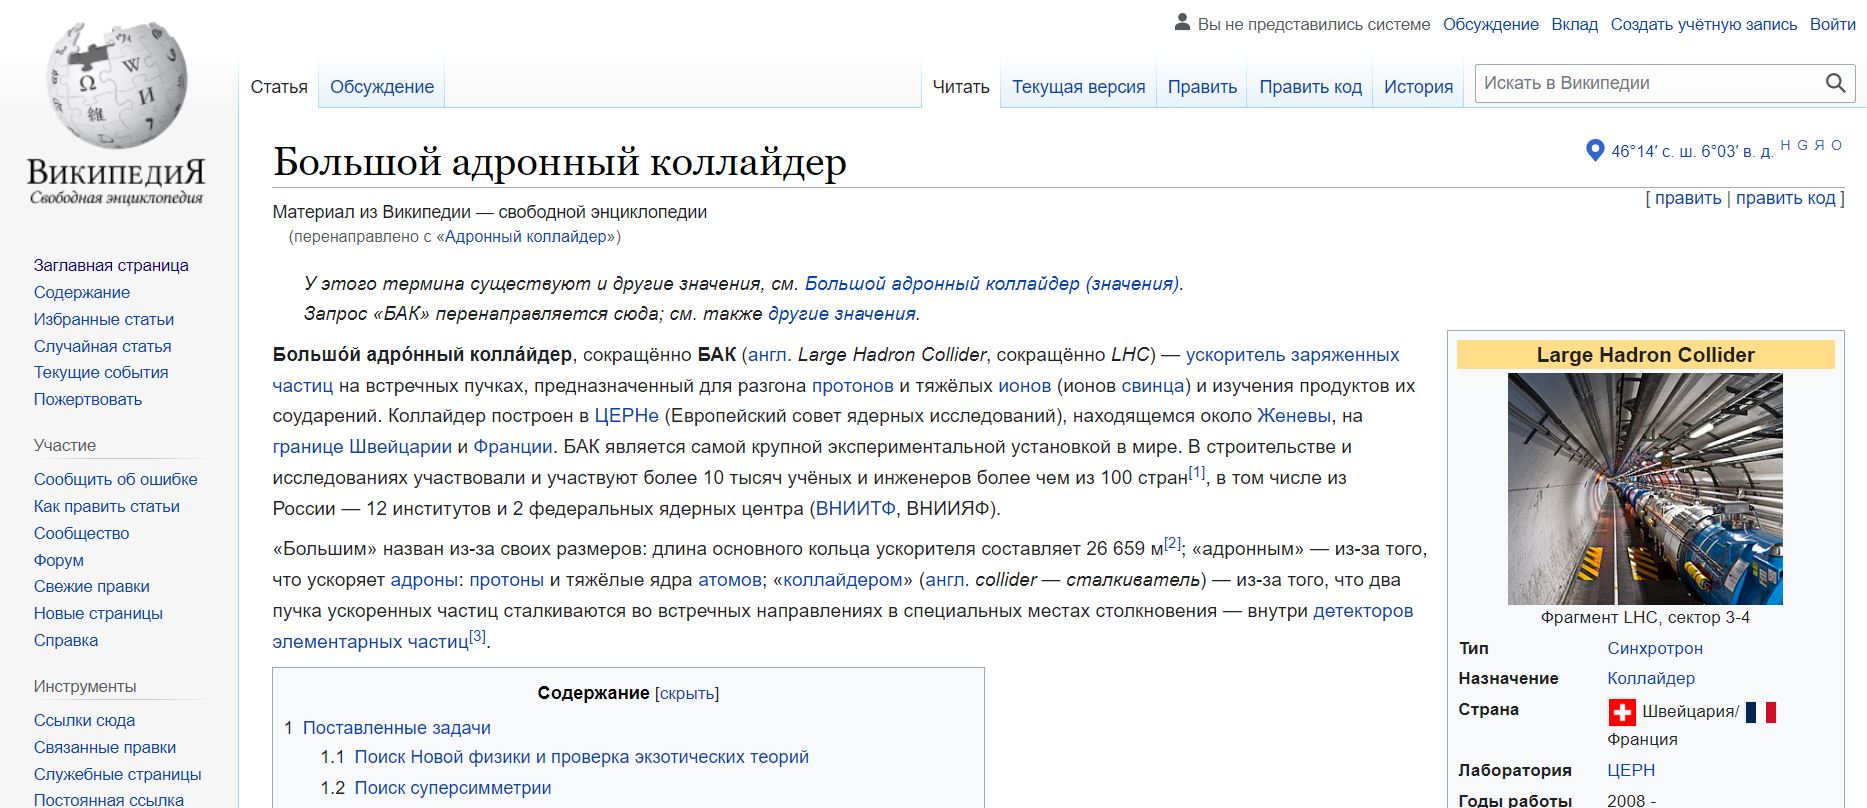 Вы не представились системе Обсуждение Вклад Создать учётную запись Войти
Статья Обсуждение Читать Текущая версия Править Править код История Искать в Википедии
ВИКИПЕДИЯ
Свободная энциклопедия
Заглавная страница
Содержание
Избранные статьи
Случайная статья
Текущие события
Пожертвовать
Участие
Сообщить об ошибке
Как править статьи
Сообщество
Форум
Свежие правки
Новые страницы
Справка
Инструменты
Ссылки сюда
Связанные правки
Служебные страницы
Постоянная ссылка
Большой адронный коллайдер
46°14′ с. ш. 6°03′ в. д. H G Я O
[ править | править код ]
Материал из Википедии — свободной энциклопедии
(перенаправлено с «Адронный коллайдер»)
У этого термина существуют и другие значения, см. Большой адронный коллайдер (значения).
Запрос «БАК» перенаправляется сюда; см. также другие значения.
Большо́й адро́нный колла́йдер, сокращённо БАК (англ. Large Hadron Collider, сокращённо LHC) — ускоритель заряженных
частиц на встречных пучках, предназначенный для разгона протонов и тяжёлых ионов (ионов свинца) и изучения продуктов их
соударений. Коллайдер построен в ЦЕРНе (Европейский совет ядерных исследований), находящемся около Женевы, на
границе Швейцарии и Франции. БАК является самой крупной экспериментальной установкой в мире. В строительстве и
исследованиях участвовали и участвуют более 10 тысяч учёных и инженеров более чем из 100 стран[1], в том числе из
России — 12 институтов и 2 федеральных ядерных центра (ВНИИТФ, ВНИИЯФ).
«Большим» назван из-за своих размеров: длина основного кольца ускорителя составляет 26 659 м[2]; «адронным» — из-за того,
что ускоряет адроны: протоны и тяжёлые ядра атомов; «коллайдером» (англ. collider — сталкиватель) — из-за того, что два
пучка ускоренных частиц сталкиваются во встречных направлениях в специальных местах столкновения — внутри детекторов
элементарных частиц[3].
Содержание [скрыть]
1 Поставленные задачи
1.1 Поиск Новой физики и проверка экзотических теорий
1.2 Поиск суперсимметрии
Large Hadron Collider
Фрагмент LHC, сектор 3-4
Тип Синхротрон
Назначение Коллайдер
Страна Швейцария/
Франция
Лаборатория ЦЕРН
Годы работы 2008 -